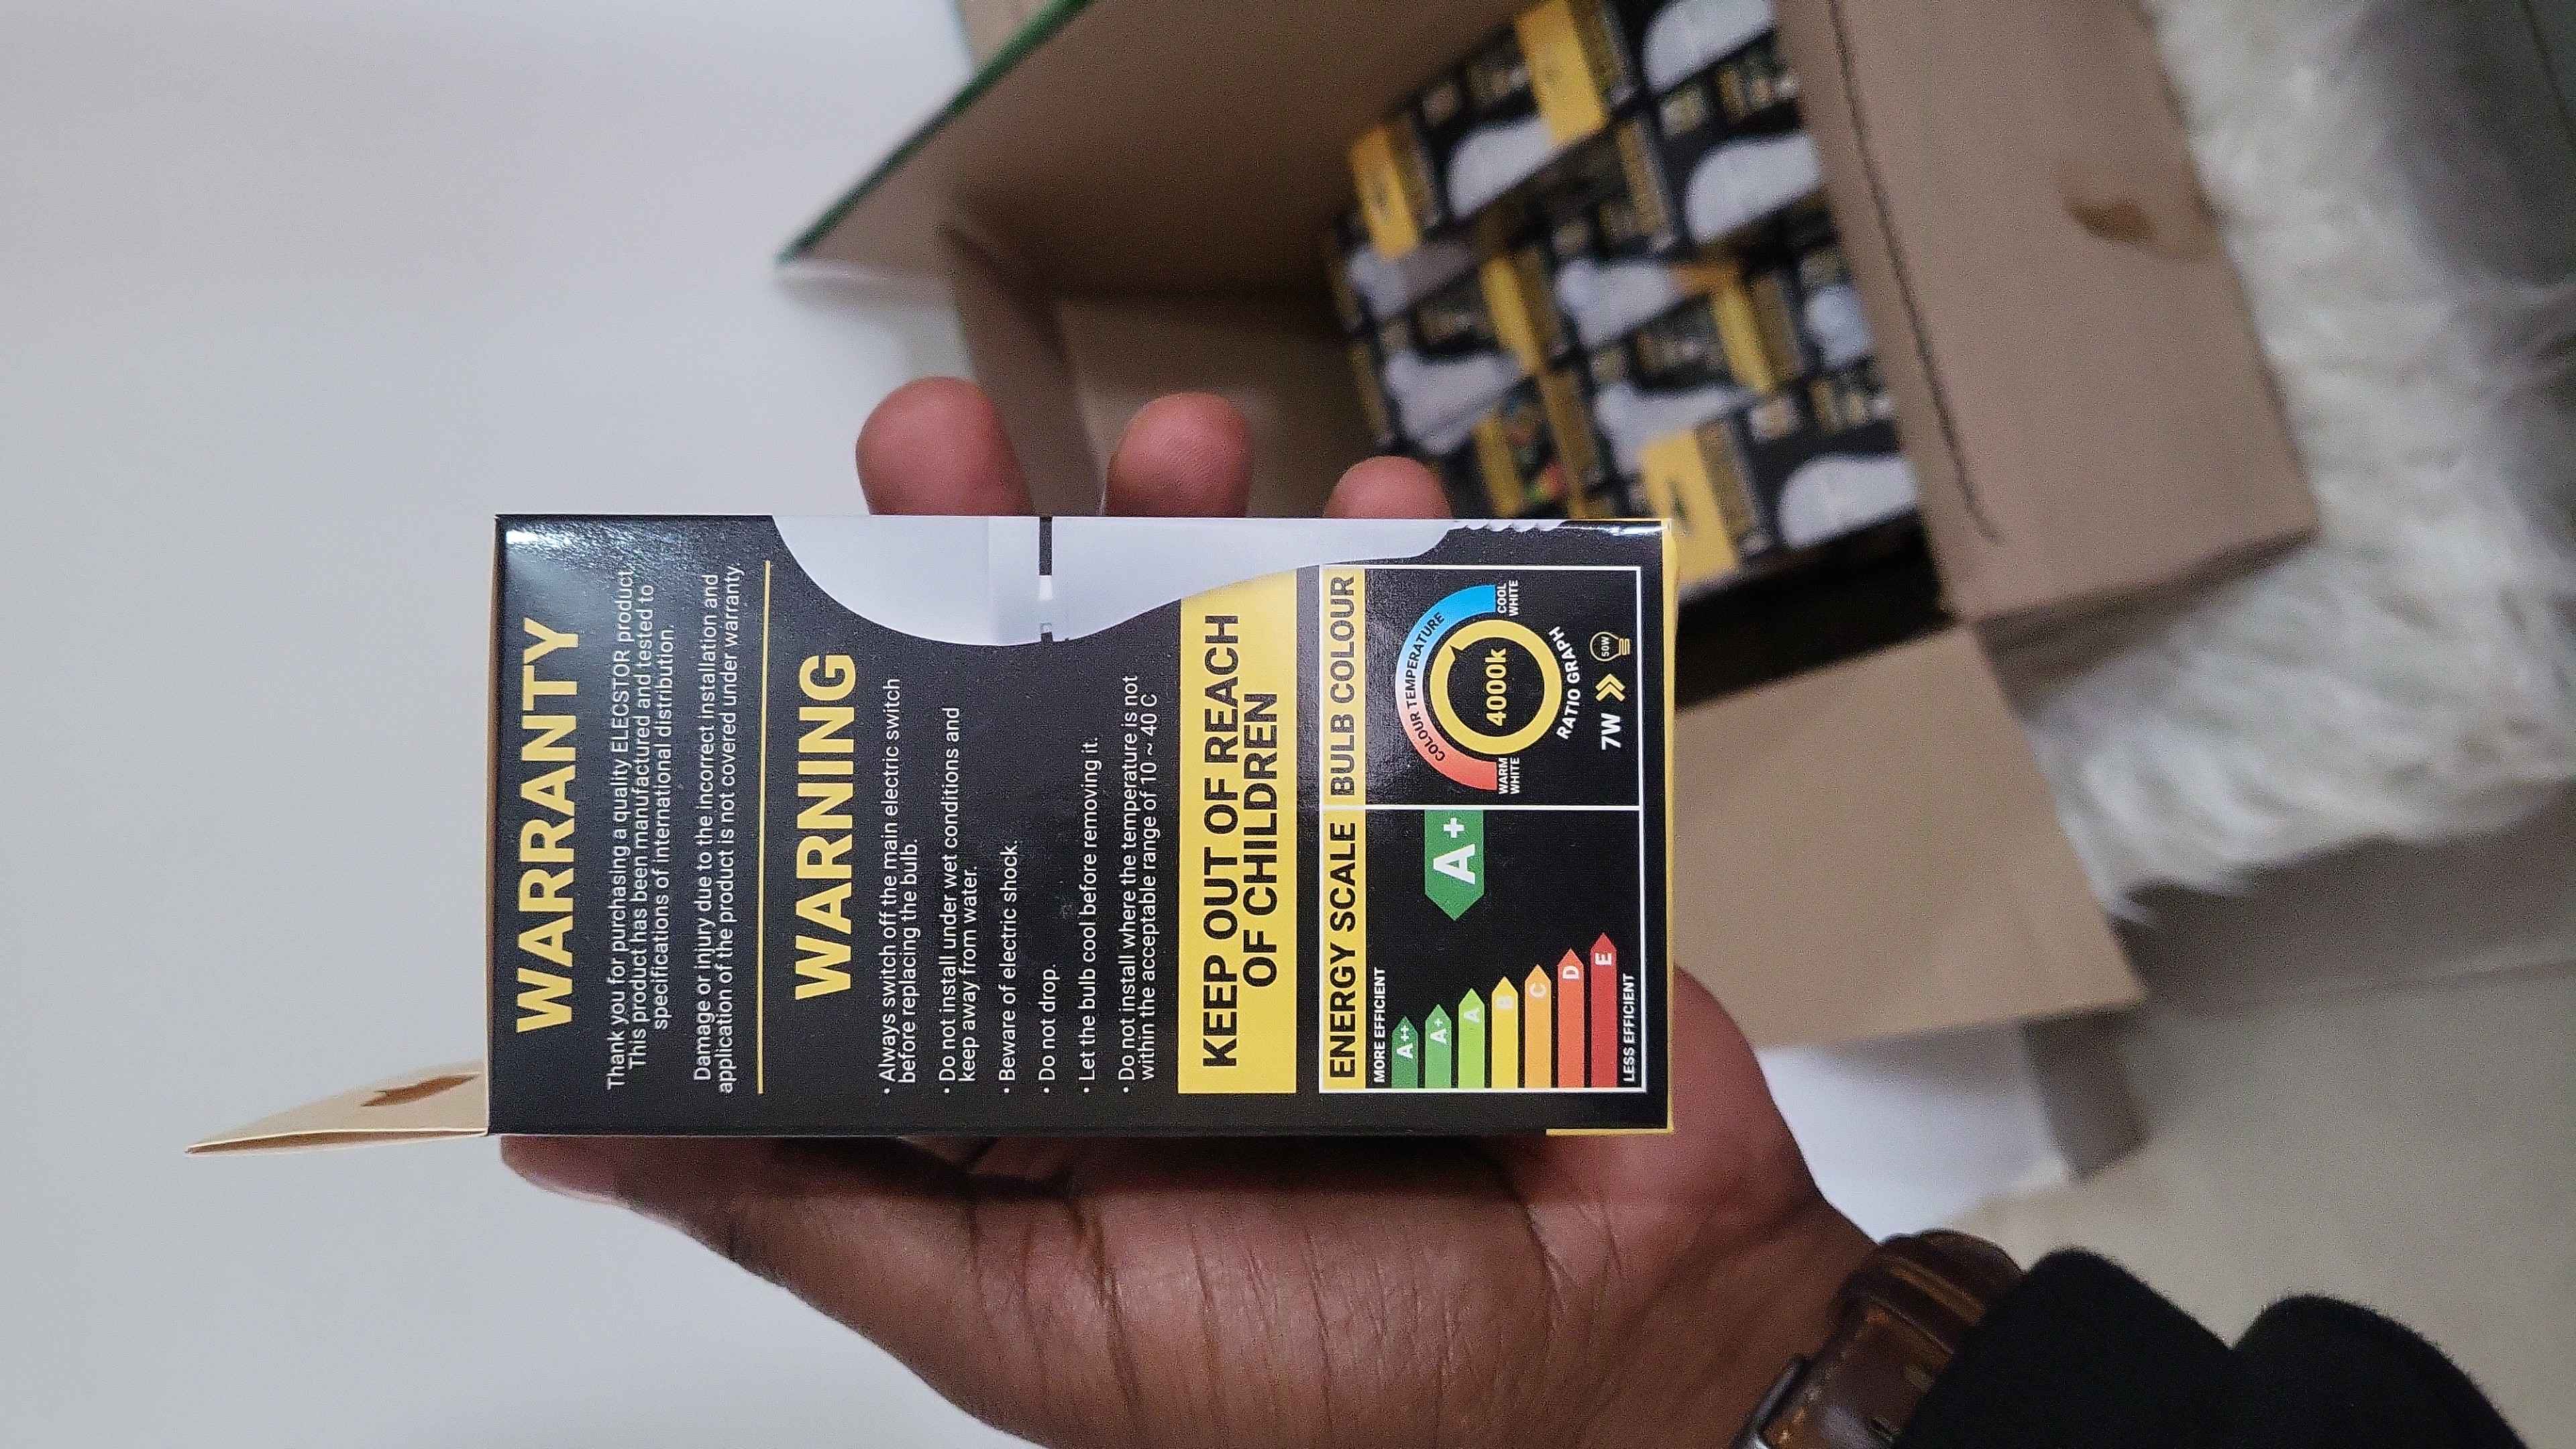 WARRANTY
Thank you for purchasing a quality ELECSTOR product.
This product has been manufactured and tested to
specifications of international distribution.
Damage or injury due to the incorrect installation and
application of the product is not covered under warranty.
WARNING
• Always switch off the main electric switch
before replacing the bulb.
• Do not install under wet conditions and
keep away from water.
• Beware of electric shock.
• Do not drop.
• Let the bulb cool before removing it.
• Do not install where the temperature is not
within the acceptable range of 10 ~ 40 C
KEEP OUT OF REACH
OF CHILDREN
ENERGY SCALE
MORE EFFICIENT
A++
A+
A
B
C
D
E
LESS EFFICIENT
A+
BULB COLOUR
COLOUR TEMPERATURE
4000k
WARM
WHITE
COOL
WHITE
RATIO GRAPH
7W
50W